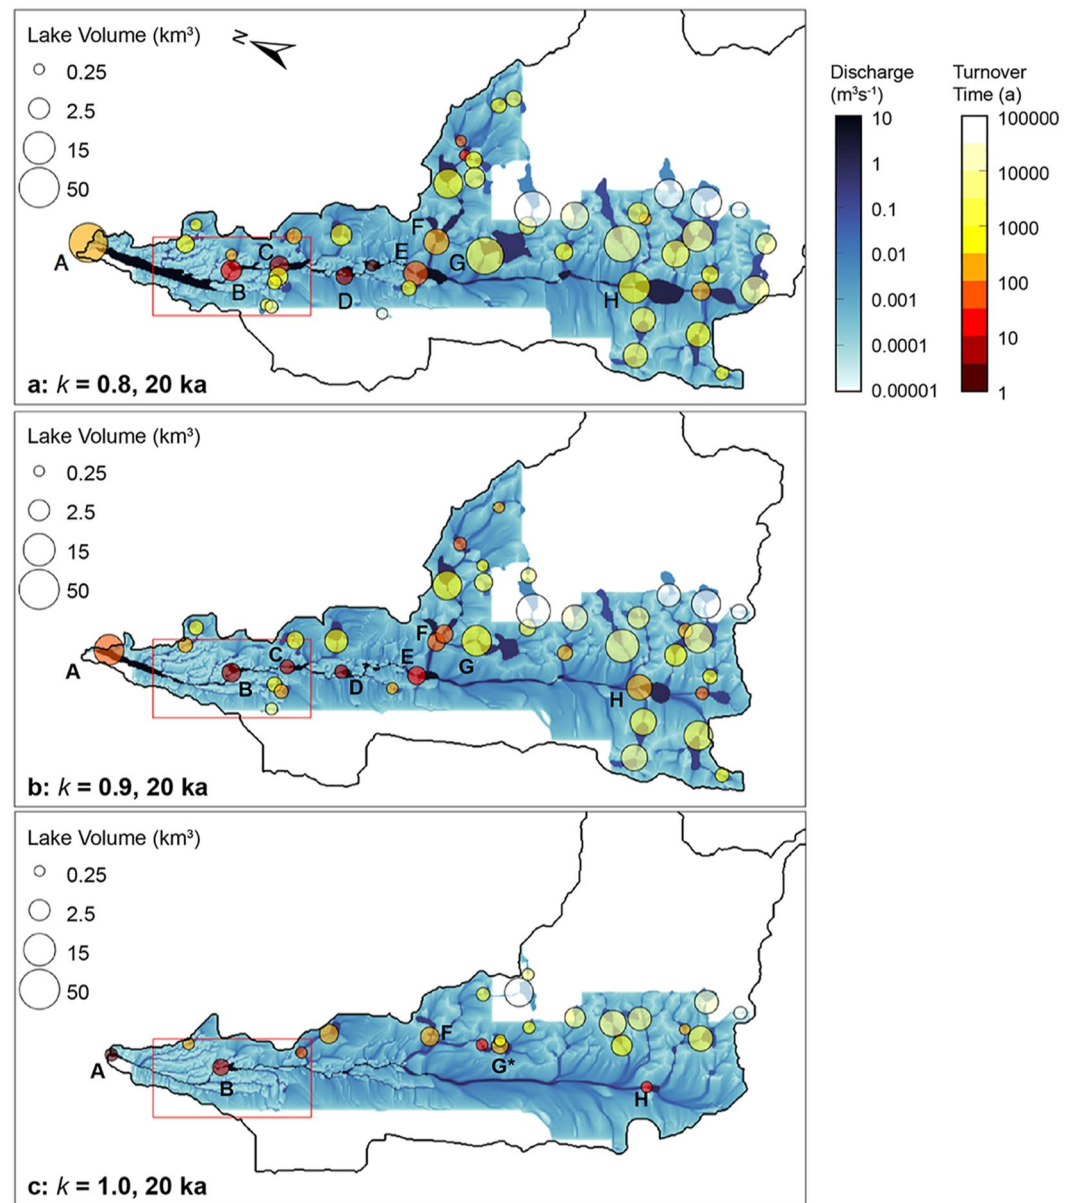 Lake Volume (km³)
0.25
2.5
15
50
N
A
B
C
D
E
F
G
H
a: k = 0.8, 20 ka
Discharge
(m³s⁻¹)
10
1
0.1
0.01
0.001
0.0001
0.00001
Turnover
Time (a)
100000
10000
1000
100
10
1
Lake Volume (km³)
0.25
2.5
15
50
A
B
C
D
E
F
G
H
b: k = 0.9, 20 ka
Lake Volume (km³)
0.25
2.5
15
50
A
B
F
G*
H
c: k = 1.0, 20 ka